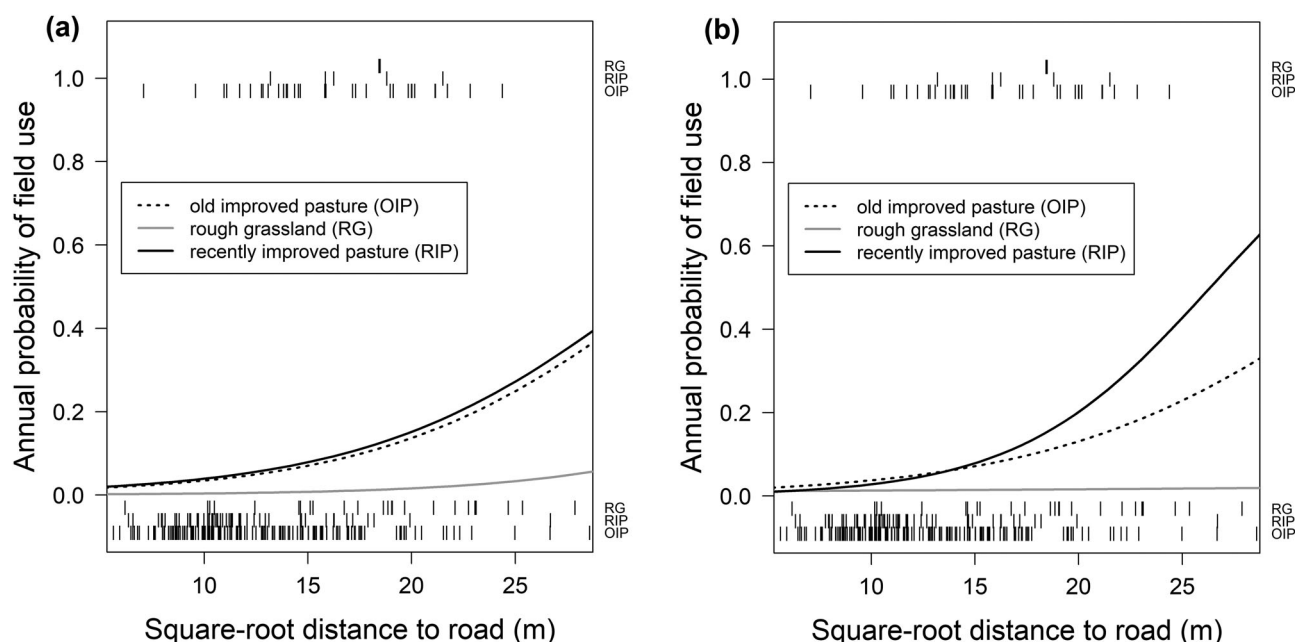 (a)
Annual probability of field use
1.0
0.8
0.6
0.4
0.2
0.0
RG
RIP
OIP
old improved pasture (OIP)
rough grassland (RG)
recently improved pasture (RIP)
RG
RIP
OIP
10 15 20 25
Square-root distance to road (m)
(b)
Annual probability of field use
1.0
0.8
0.6
0.4
0.2
0.0
RG
RIP
OIP
old improved pasture (OIP)
rough grassland (RG)
recently improved pasture (RIP)
RG
RIP
OIP
10 15 20 25
Square-root distance to road (m)